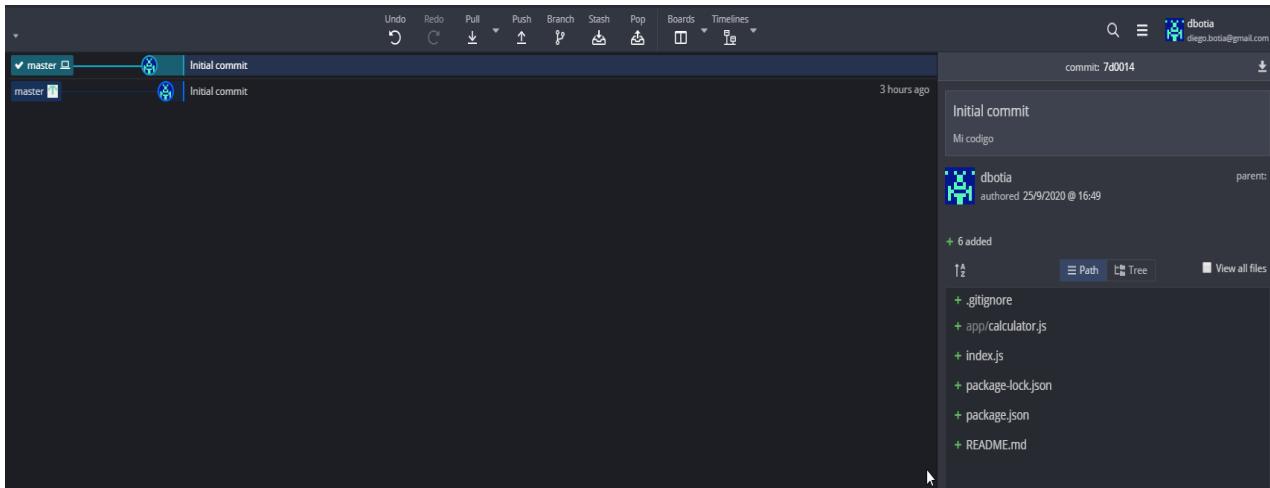 Undo Redo Pull Push Branch Stash Pop Boards Timelines
dbotia
diego.botia@gmail.com
master Initial commit
master Initial commit 3 hours ago
commit: 7d0014
Initial commit
Mi codigo
dbotia parent:
authored 25/9/2020 @ 16:49
+ 6 added
A Z Path Tree View all files
+ .gitignore
+ app/calculator.js
+ index.js
+ package-lock.json
+ package.json
+ README.md